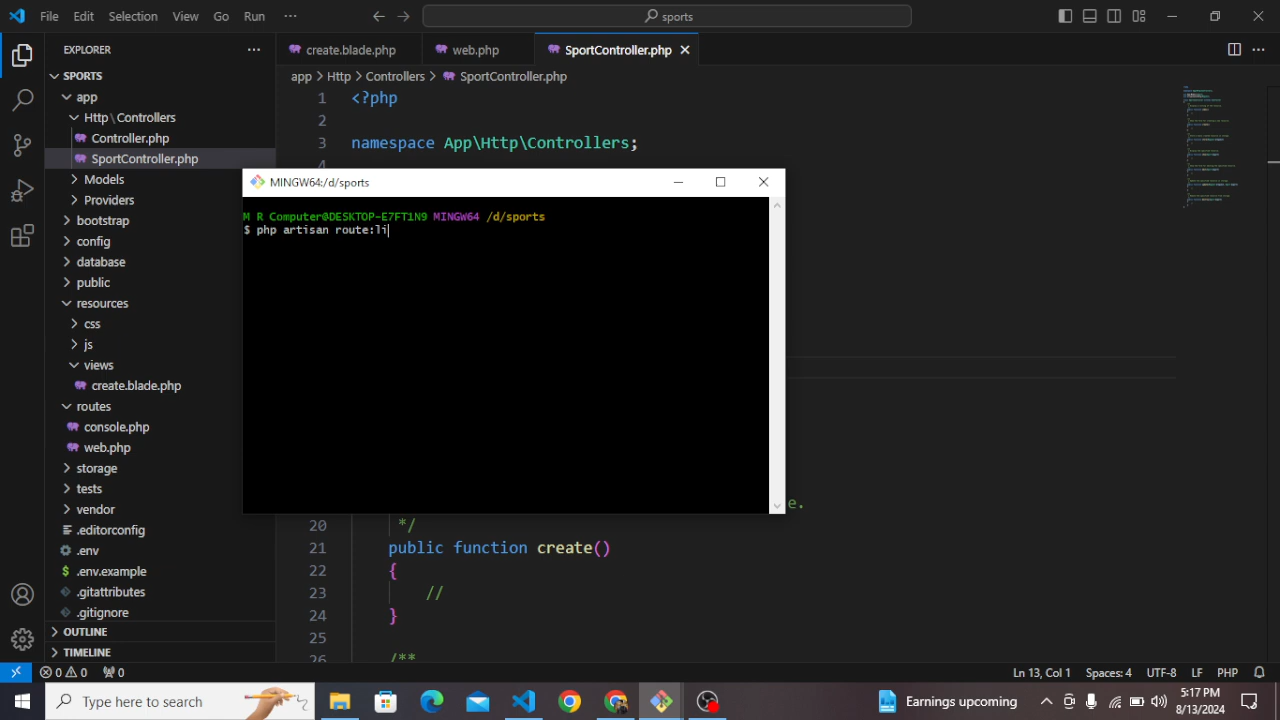 File Edit Selection View Go Run ···
sports
EXPLORER ···
create.blade.php web.php SportController.php
SPORTS
app > Http > Controllers > SportController.php
app
Http \ Controllers
Controller.php
SportController.php
Models
Providers
bootstrap
config
database
public
resources
css
js
views
create.blade.php
routes
console.php
web.php
storage
tests
vendor
.editorconfig
.env
.env.example
.gitattributes
.gitignore
OUTLINE
TIMELINE
1 <?php
2
3 namespace App\Http\Controllers;
4
MINGW64:/d/sports
M R Computer@DESKTOP-E7FT1N9 MINGW64 /d/sports
$ php artisan route:li
e.
20 */
21 public function create()
22 {
23 //
24 }
25
26 /**
0 0 0
Ln 13, Col 1 Spaces: 4 UTF-8 LF PHP
Type here to search
Earnings upcoming
5:17 PM
8/13/2024